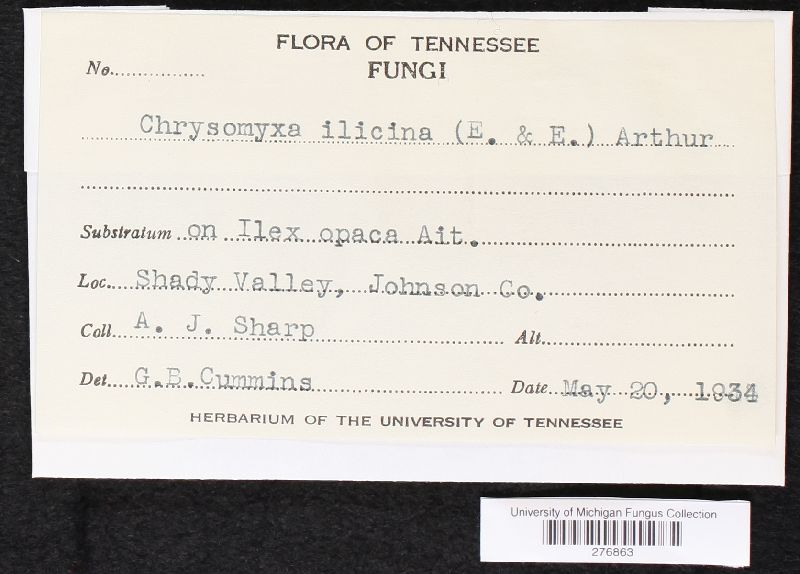 FLORA OF TENNESSEE
FUNGI
No.
Chrysomyxa ilicina (E. & E.) Arthur
Substratum on Ilex opaca Ait.
Loc. Shady Valley, Johnson Co.
Coll. A. J. Sharp Alt.
Det. G.B.Cummins Date May 20, 1934
HERBARIUM OF THE UNIVERSITY OF TENNESSEE
University of Michigan Fungus Collection
276863